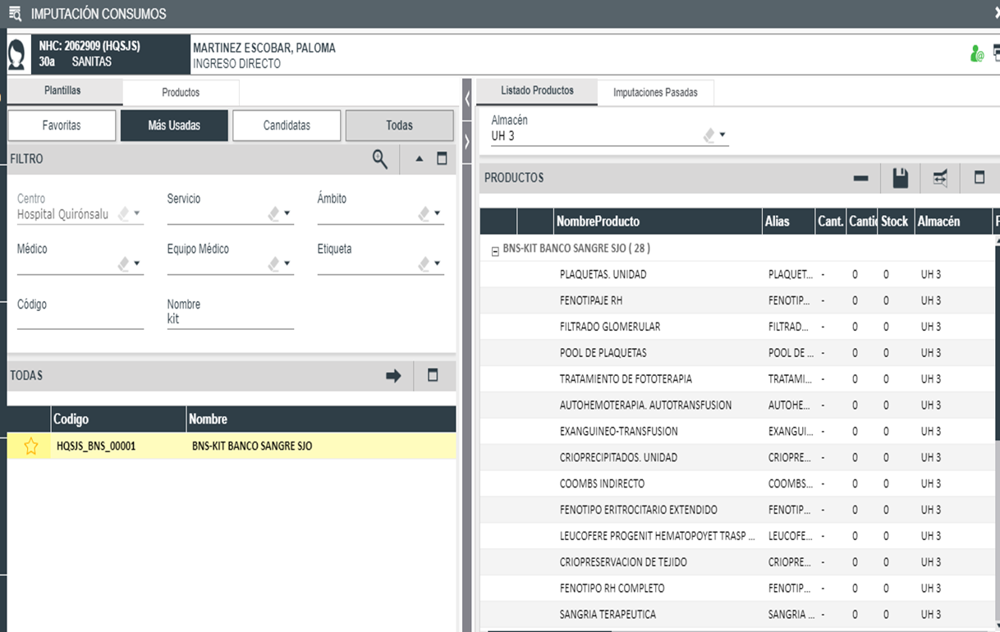 IMPUTACIÓN CONSUMOS
NHC: 2062909 (HQSJS)
30a SANITAS
MARTINEZ ESCOBAR, PALOMA
INGRESO DIRECTO
Plantillas Productos
Favoritas Más Usadas Candidatas Todas
FILTRO
Centro Servicio Ámbito
Hospital Quirónsalu
Médico Equipo Médico Etiqueta
Código Nombre
kit
TODAS
Codigo Nombre
HQSJS_BNS_00001 BNS-KIT BANCO SANGRE SJO
Listado Productos Imputaciones Pasadas
Almacén
UH 3
PRODUCTOS
NombreProducto Alias Cant. Cantid Stock Almacén F
BNS-KIT BANCO SANGRE SJO ( 28 )
PLAQUETAS. UNIDAD PLAQUET... - 0 0 UH 3
FENOTIPAJE RH FENOTIP... - 0 0 UH 3
FILTRADO GLOMERULAR FILTRAD... - 0 0 UH 3
POOL DE PLAQUETAS POOL DE ... - 0 0 UH 3
TRATAMIENTO DE FOTOTERAPIA TRATAMI... - 0 0 UH 3
AUTOHEMOTERAPIA. AUTOTRANSFUSION AUTOHE... - 0 0 UH 3
EXANGUINEO-TRANSFUSION EXANGUI... - 0 0 UH 3
CRIOPRECIPITADOS. UNIDAD CRIOPRE... - 0 0 UH 3
COOMBS INDIRECTO COOMBS... - 0 0 UH 3
FENOTIPO ERITROCITARIO EXTENDIDO FENOTIP... - 0 0 UH 3
LEUCOFERE PROGENIT HEMATOPOYET TRASP ... LEUCOFE... - 0 0 UH 3
CRIOPRESERVACION DE TEJIDO CRIOPRE... - 0 0 UH 3
FENOTIPO RH COMPLETO FENOTIP... - 0 0 UH 3
SANGRIA TERAPEUTICA SANGRIA ... - 0 0 UH 3